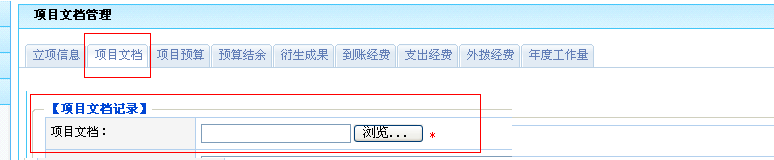 项目文档管理
立项信息 项目文档 项目预算 预算结余 衍生成果 到账经费 支出经费 外拨经费 年度工作量
【项目文档记录】
项目文档： 浏览... *